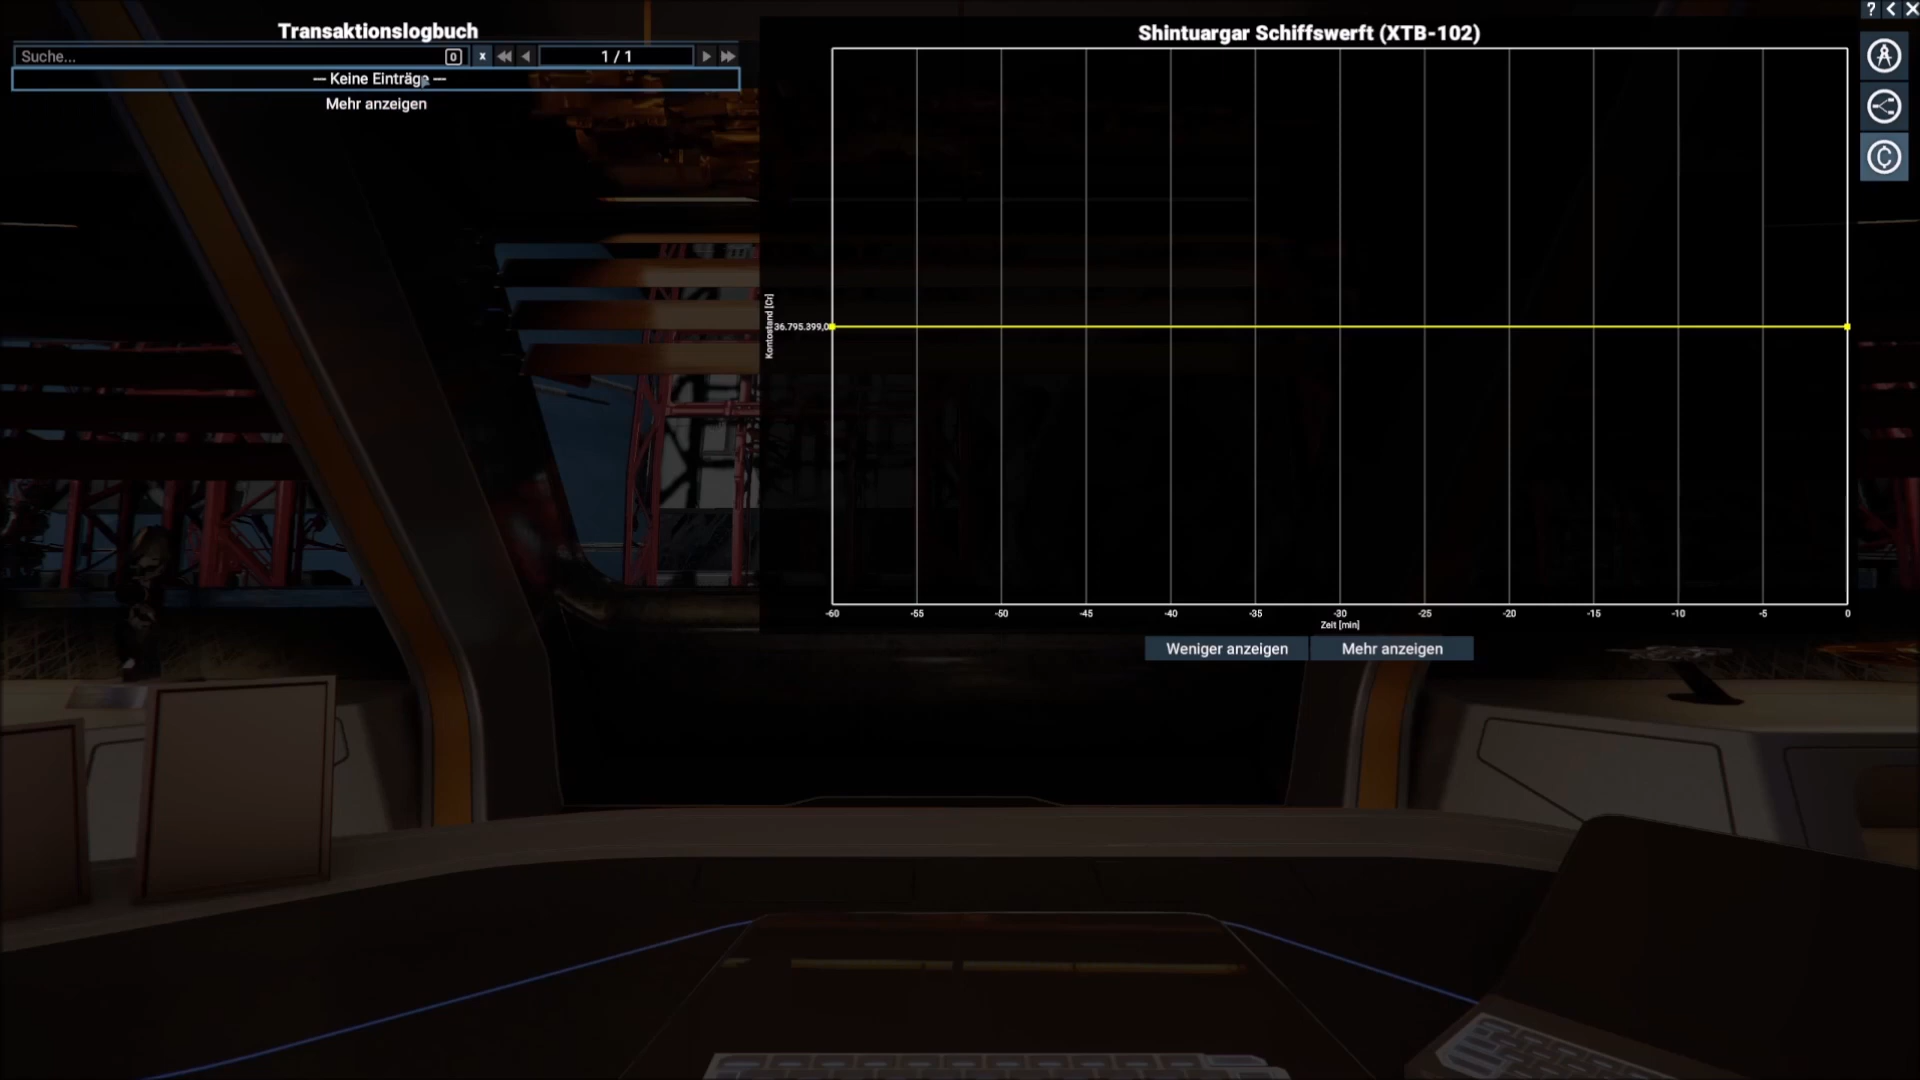 Transaktionslogbuch
Suche...
0
x
1 / 1
— Keine Einträge —
Mehr anzeigen
Shintuargar Schiffswerft (XTB-102)
? < X
Kontostand [Cr]
36.795.399,0
-60 -55 -50 -45 -40 -35 -30 -25 -20 -15 -10 -5 0
Zeit [min]
Weniger anzeigen
Mehr anzeigen